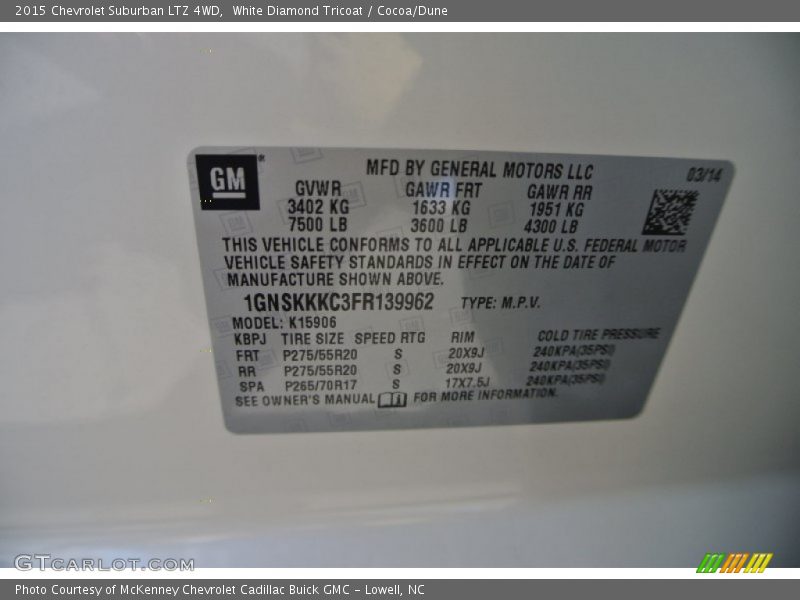 2015 Chevrolet Suburban LTZ 4WD,  White Diamond Tricoat / Cocoa/Dune
GM
MFD BY GENERAL MOTORS LLC 03/14
GVWR GAWR FRT GAWR RR
3402 KG 1633 KG 1951 KG
7500 LB 3600 LB 4300 LB
THIS VEHICLE CONFORMS TO ALL APPLICABLE U.S. FEDERAL MOTOR
VEHICLE SAFETY STANDARDS IN EFFECT ON THE DATE OF
MANUFACTURE SHOWN ABOVE.
1GNSKKKC3FR139962 TYPE: M.P.V.
MODEL: K15906
KBPJ TIRE SIZE SPEED RTG RIM COLD TIRE PRESSURE
FRT P275/55R20 S 20X9J 240KPA(35PSI)
RR P275/55R20 S 20X9J 240KPA(35PSI)
SPA P265/70R17 S 17X7.5J 240KPA(35PSI)
SEE OWNER'S MANUAL FOR MORE INFORMATION.
GTCARLOT.COM
Photo Courtesy of McKenney Chevrolet Cadillac Buick GMC - Lowell, NC